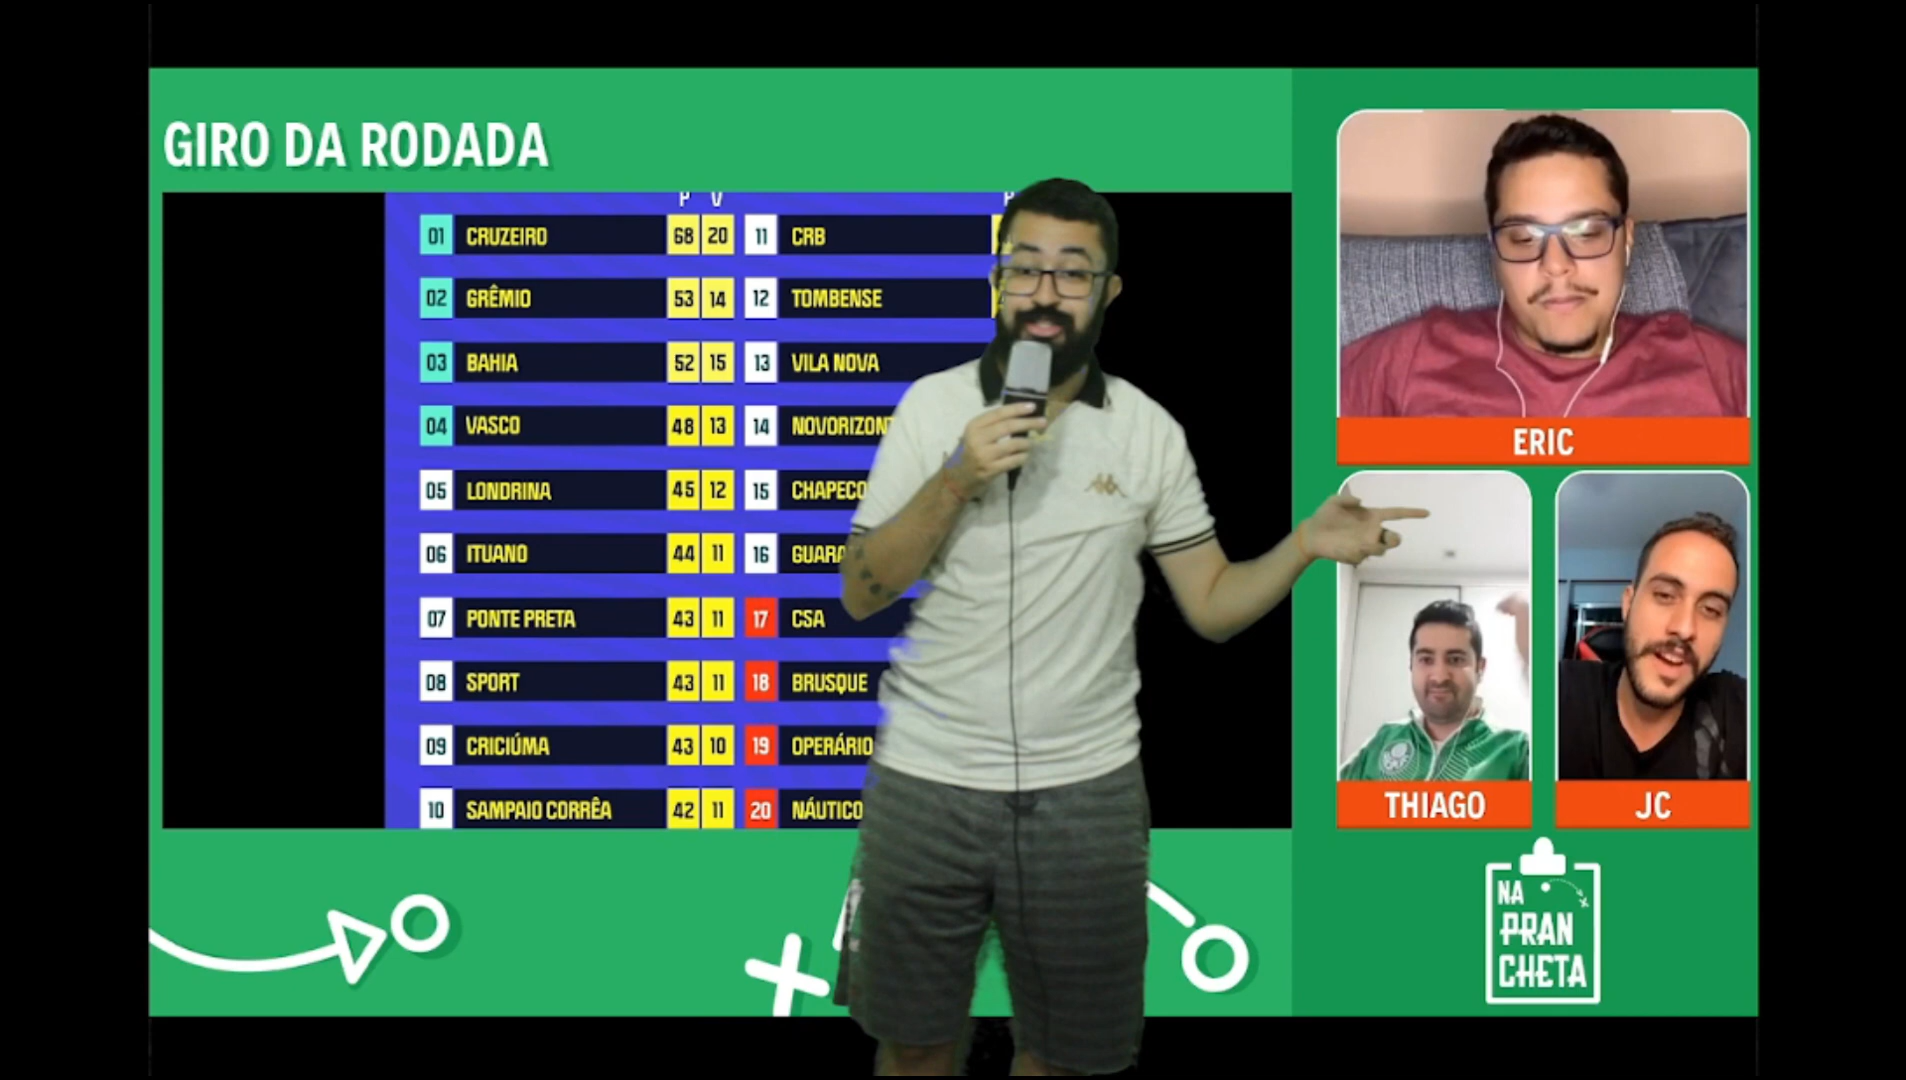 GIRO DA RODADA
P V
01 CRUZEIRO 68 20
02 GRÊMIO 53 14
03 BAHIA 52 15
04 VASCO 48 13
05 LONDRINA 45 12
06 ITUANO 44 11
07 PONTE PRETA 43 11
08 SPORT 43 11
09 CRICIÚMA 43 10
10 SAMPAIO CORRÊA 42 11
P
11 CRB
12 TOMBENSE
13 VILA NOVA
14 NOVORIZON
15 CHAPECO
16 GUARA
17 CSA
18 BRUSQUE
19 OPERÁRIO
20 NÁUTICO
ERIC
THIAGO
JC
NA
PRAN
CHETA